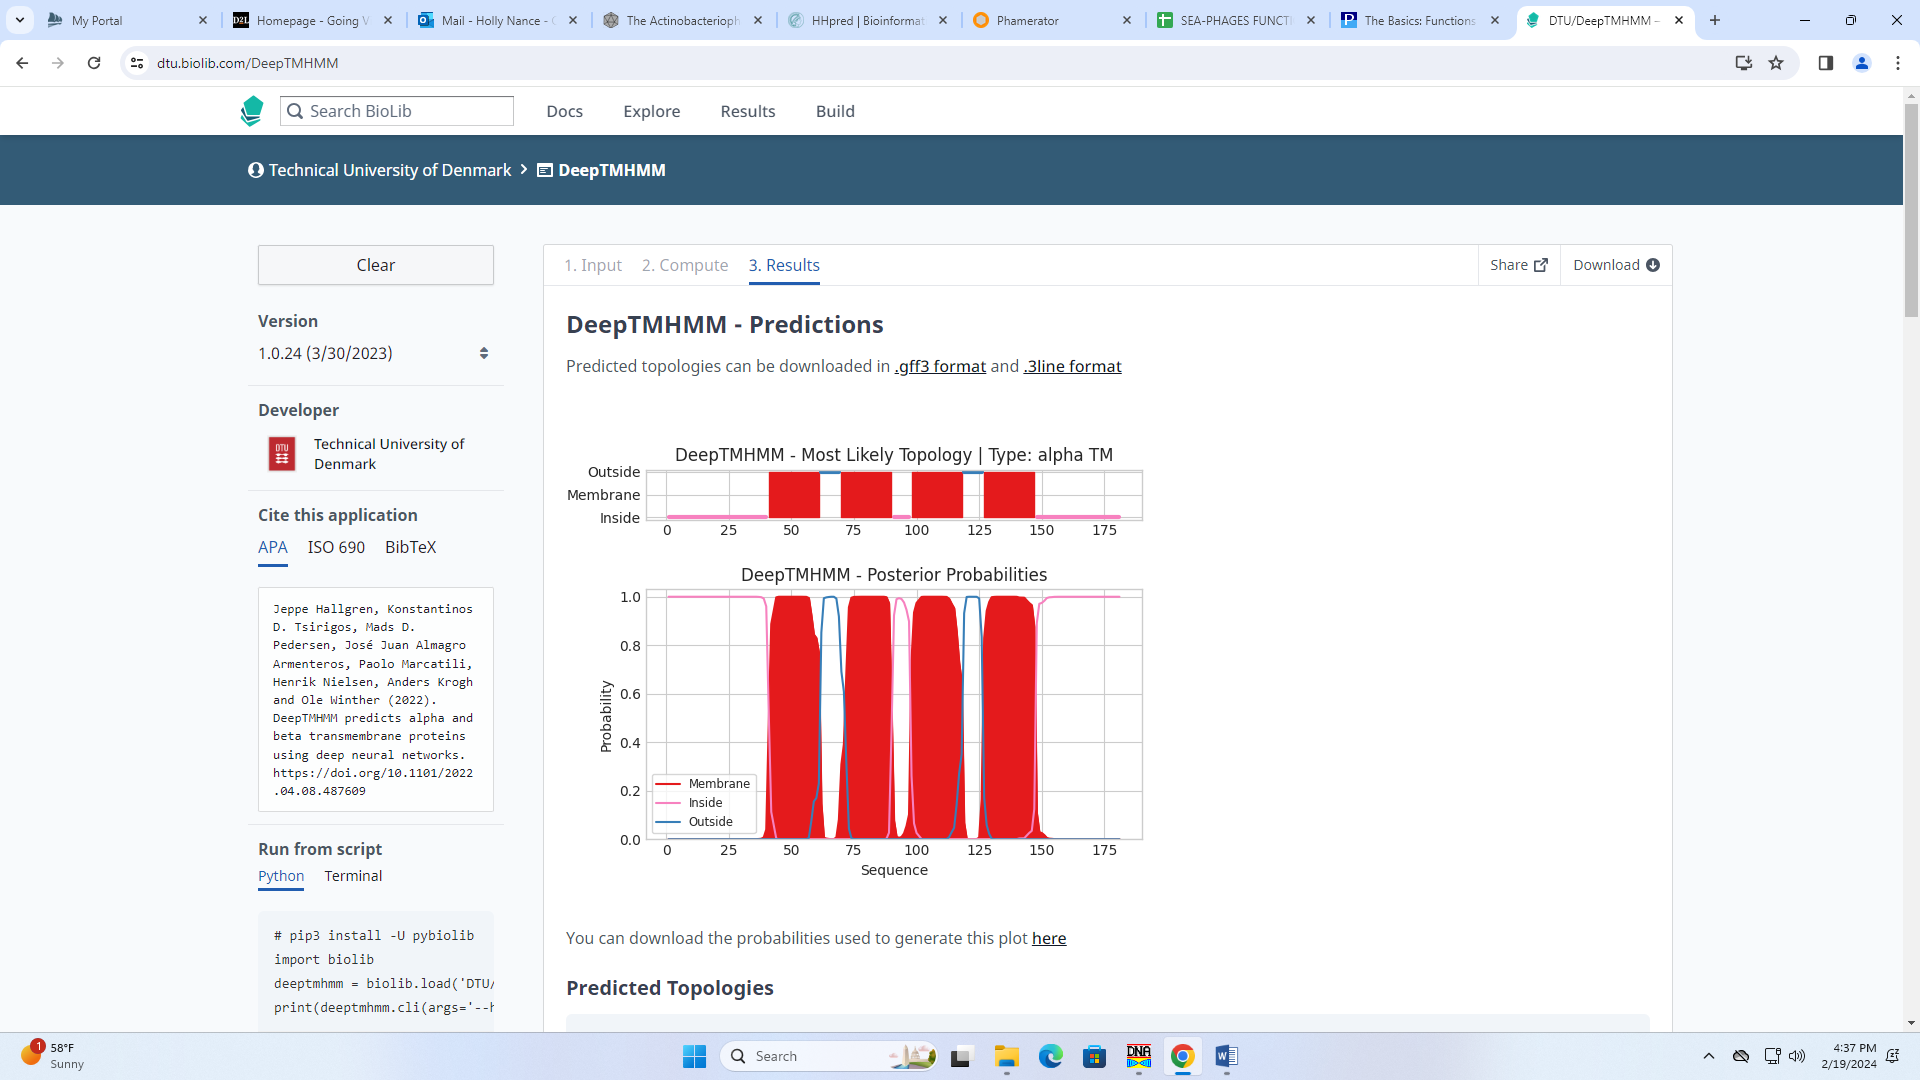 My Portal
Homepage - Going V
Mail - Holly Nance -
The Actinobacterioph
HHpred | Bioinformat
Phamerator
SEA-PHAGES FUNCTI
The Basics: Functions
DTU/DeepTMHMM –
dtu.biolib.com/DeepTMHMM
Search BioLib
Docs
Explore
Results
Build
Technical University of Denmark
DeepTMHMM
Clear
Version
1.0.24 (3/30/2023)
Developer
DTU
Technical University of
Denmark
Cite this application
APA
ISO 690
BibTeX
Jeppe Hallgren, Konstantinos
D. Tsirigos, Mads D.
Pedersen, José Juan Almagro
Armenteros, Paolo Marcatili,
Henrik Nielsen, Anders Krogh
and Ole Winther (2022).
DeepTMHMM predicts alpha and
beta transmembrane proteins
using deep neural networks.
https://doi.org/10.1101/2022
.04.08.487609
Run from script
Python
Terminal
# pip3 install -U pybiolib
import biolib
deeptmhmm = biolib.load('DTU/
print(deeptmhmm.cli(args='--h
1. Input
2. Compute
3. Results
Share
Download
DeepTMHMM - Predictions
Predicted topologies can be downloaded in .gff3 format and .3line format
DeepTMHMM - Most Likely Topology | Type: alpha TM
Outside
Membrane
Inside
0 25 50 75 100 125 150 175
DeepTMHMM - Posterior Probabilities
1.0
0.8
0.6
0.4
0.2
0.0
Probability
Membrane
Inside
Outside
0 25 50 75 100 125 150 175
Sequence
You can download the probabilities used to generate this plot here
Predicted Topologies
1
58°F
Sunny
Search
DNA
4:37 PM
2/19/2024